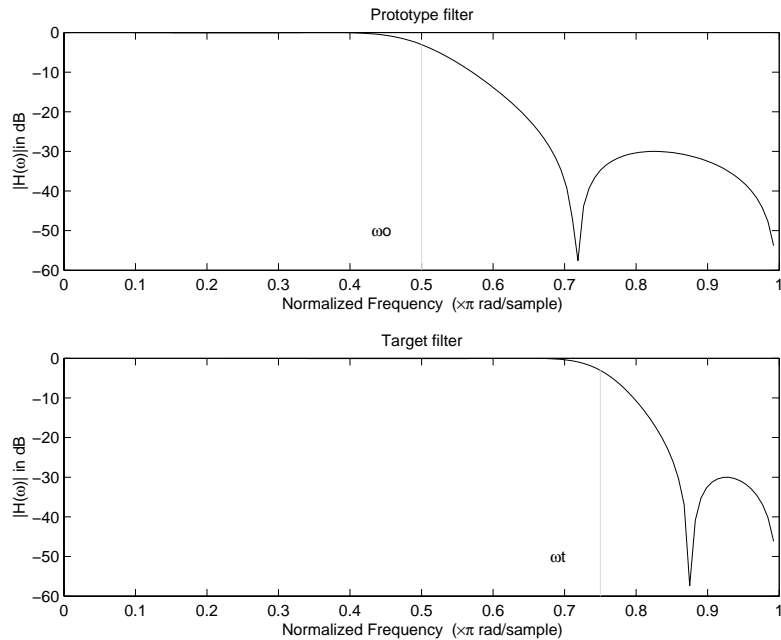 Prototype filter
0
−10
−20
−30
−40
−50
−60
|H(ω)|in dB
ωo
0 0.1 0.2 0.3 0.4 0.5 0.6 0.7 0.8 0.9 1
Normalized Frequency (×π rad/sample)
Target filter
0
−10
−20
−30
−40
−50
−60
|H(ω)| in dB
ωt
0 0.1 0.2 0.3 0.4 0.5 0.6 0.7 0.8 0.9 1
Normalized Frequency (×π rad/sample)